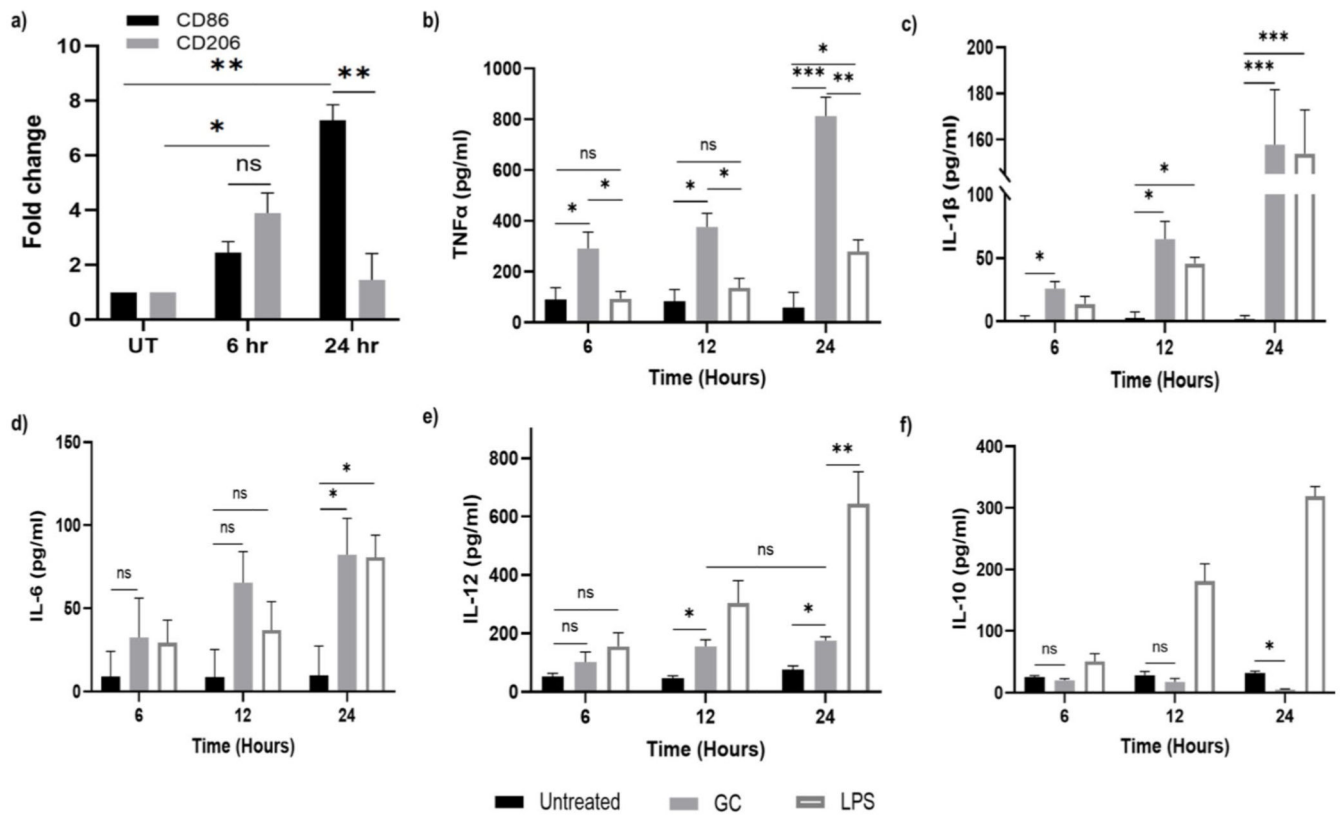 a)
CD86
CD206
Fold change
10
8
6
4
2
0
**
**
*
ns
UT 6 hr 24 hr
b)
TNFα (pg/ml)
1000
800
600
400
200
0
ns
*
*
ns
*
*
*
***
**
6 12 24
Time (Hours)
c)
IL-1β (pg/ml)
200
160
100
50
0
*
*
*
***
***
6 12 24
Time (Hours)
d)
IL-6 (pg/ml)
150
100
50
0
ns
ns
ns
*
*
6 12 24
Time (Hours)
e)
IL-12 (pg/ml)
800
600
400
200
0
ns
ns
*
ns
*
**
6 12 24
Time (Hours)
f)
IL-10 (pg/ml)
400
300
200
100
0
ns
ns
*
6 12 24
Time (Hours)
Untreated GC LPS